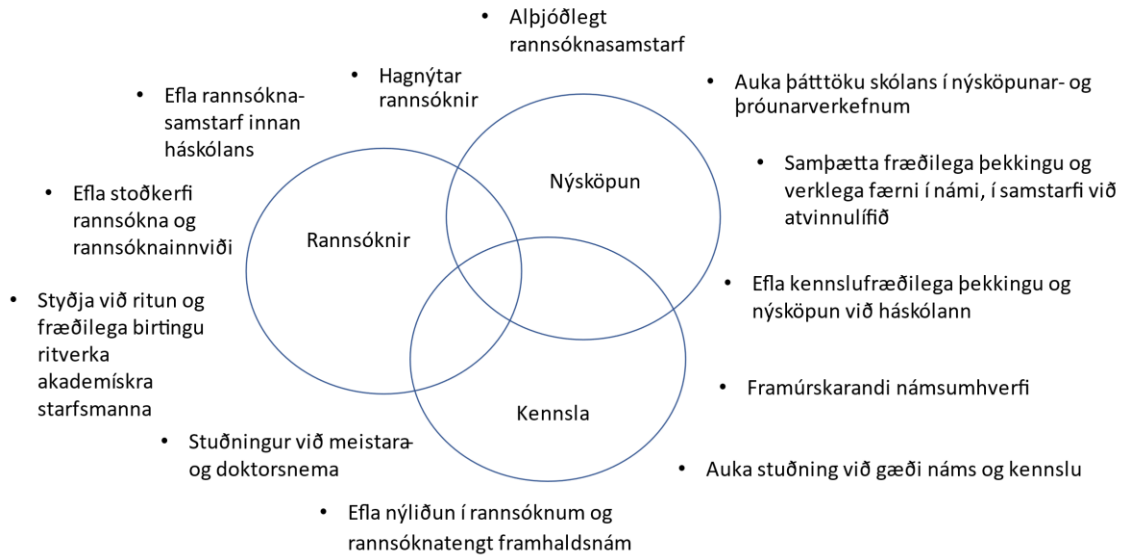 • Alþjóðlegt
rannsóknasamstarf
• Hagnýtar
rannsóknir
• Auka þátttöku skólans í nýsköpunar- og
þróunarverkefnum
• Efla rannsókna-
samstarf innan
háskólans
• Samþætta fræðilega þekkingu og
verklega færni í námi, í samstarfi við
atvinnulífið
Nýsköpun
• Efla stoðkerfi
rannsókna og
rannsóknainnviði
Rannsóknir
• Efla kennslufræðilega þekkingu og
nýsköpun við háskólann
• Styðja við ritun og
fræðilega birtingu
ritverka
akademískra
starfsmanna
• Framúrskarandi námsumhverfi
Kennsla
• Stuðningur við meistara-
og doktorsnema
• Auka stuðning við gæði náms og kennslu
• Efla nýliðun í rannsóknum og
rannsóknatengt framhaldsnám